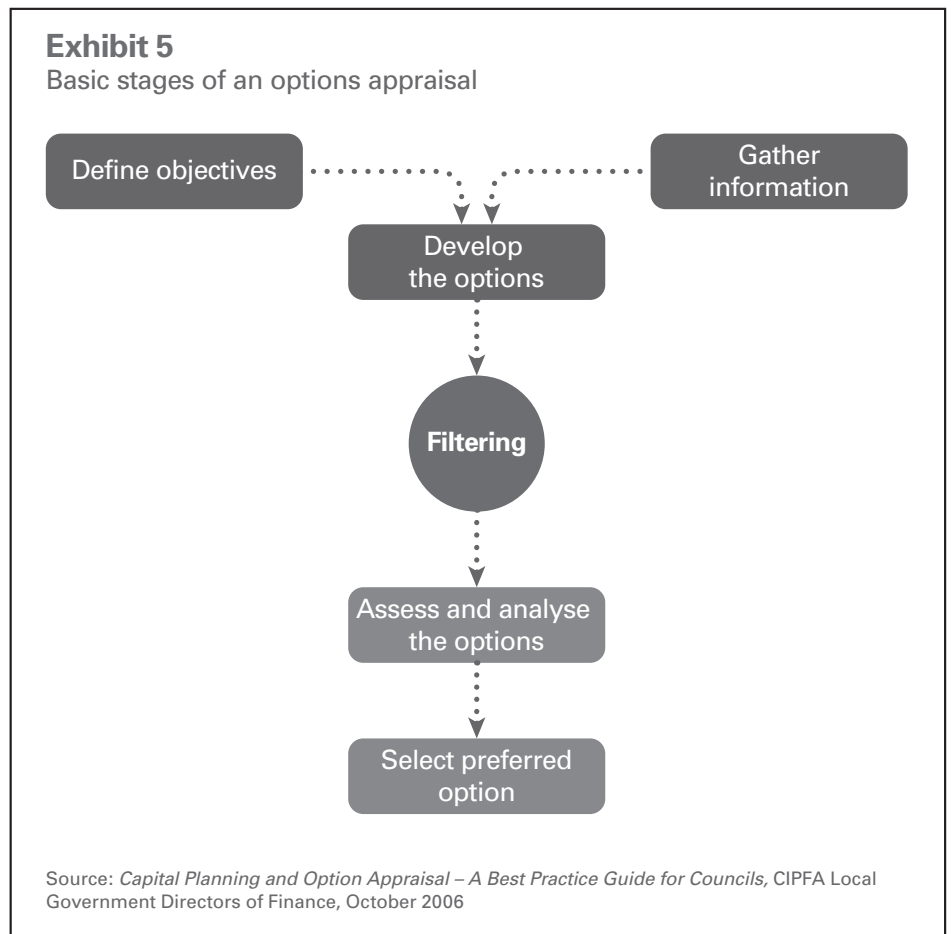 Exhibit 5
Basic stages of an options appraisal
Define objectives
Gather
information
Develop
the options
Filtering
Assess and analyse
the options
Select preferred
option
Source: Capital Planning and Option Appraisal – A Best Practice Guide for Councils, CIPFA Local
Government Directors of Finance, October 2006